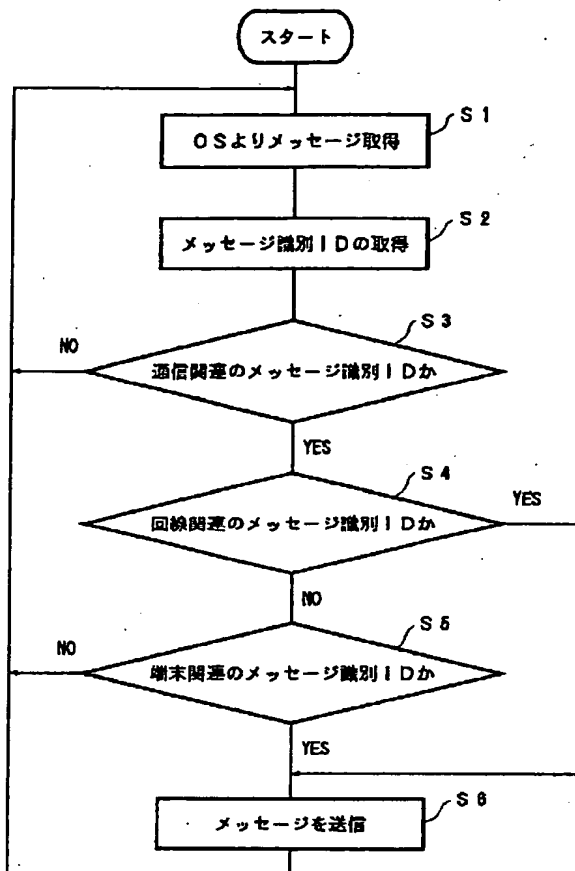 スタート
S1
OSよりメッセージ取得
S2
メッセージ識別IDの取得
S3
NO
通信関連のメッセージ識別IDか
YES
S4
YES
回線関連のメッセージ識別IDか
NO
S5
NO
端末関連のメッセージ識別IDか
YES
S6
メッセージを送信